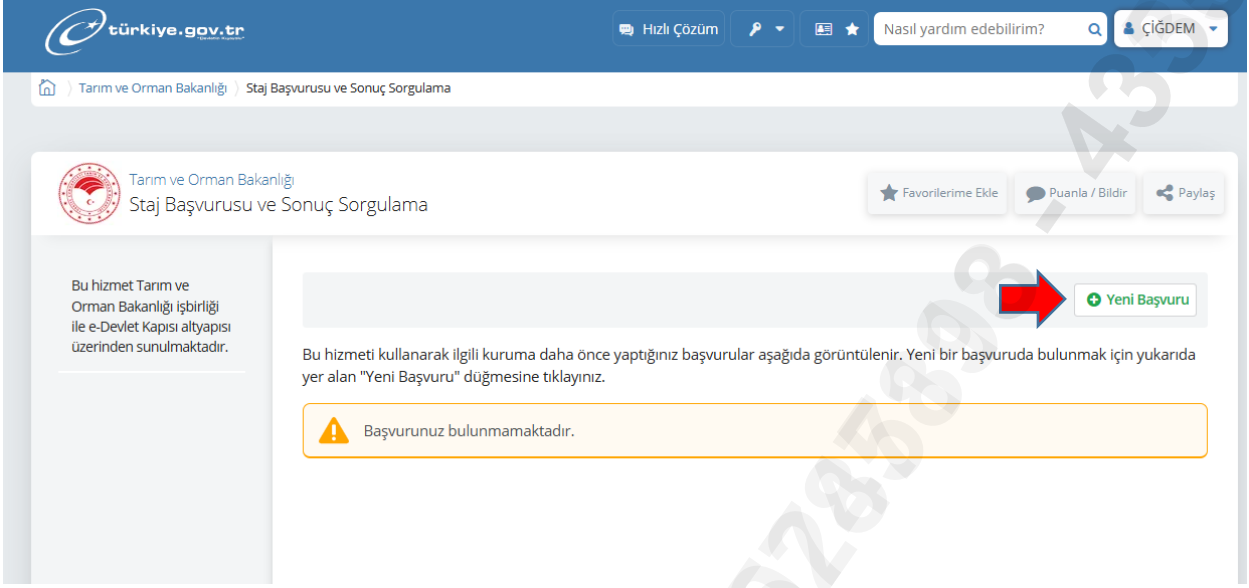 türkiye.gov.tr
Hızlı Çözüm
Nasıl yardım edebilirim?
ÇİĞDEM
Tarım ve Orman Bakanlığı
Staj Başvurusu ve Sonuç Sorgulama
Tarım ve Orman Bakanlığı
Staj Başvurusu ve Sonuç Sorgulama
Favorilerime Ekle
Puanla / Bildir
Paylaş
Bu hizmet Tarım ve
Orman Bakanlığı işbirliği
ile e-Devlet Kapısı altyapısı
üzerinden sunulmaktadır.
Yeni Başvuru
Bu hizmeti kullanarak ilgili kuruma daha önce yaptığınız başvurular aşağıda görüntülenir. Yeni bir başvuruda bulunmak için yukarıda
yer alan "Yeni Başvuru" düğmesine tıklayınız.
Başvurunuz bulunmamaktadır.